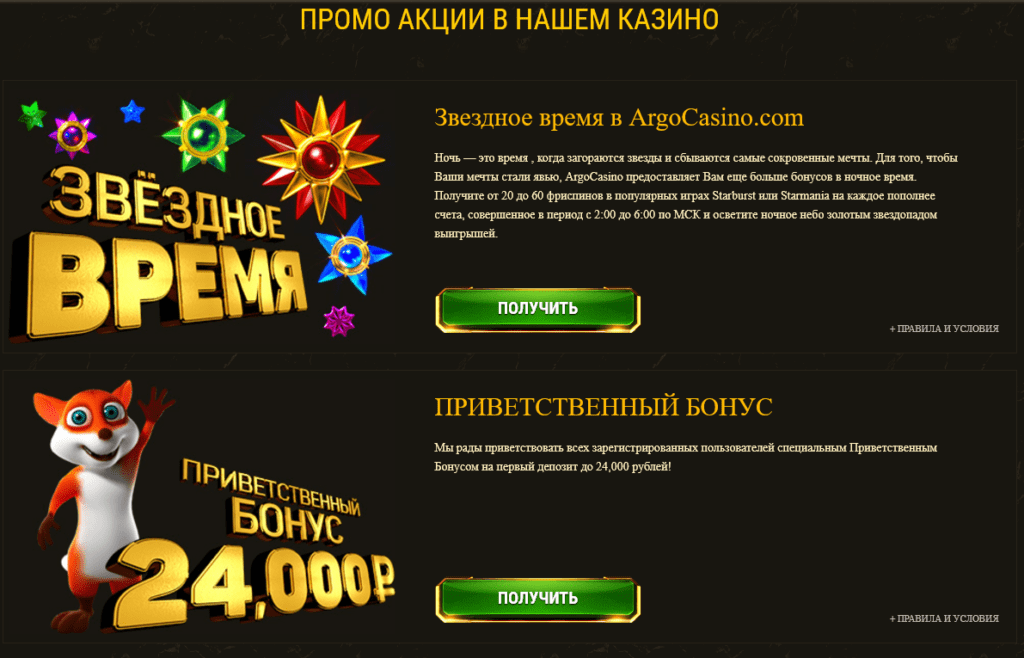 ПРОМО АКЦИИ В НАШЕМ КАЗИНО
ЗВЁЗДНОЕ
ВРЕМЯ
Звездное время в ArgoCasino.com
Ночь — это время , когда загораются звезды и сбываются самые сокровенные мечты. Для того, чтобы
Ваши мечты стали явью, ArgoCasino предоставляет Вам еще больше бонусов в ночное время.
Получите от 20 до 60 фриспинов в популярных играх Starburst или Starmania на каждое пополнее
счета, совершенное в период с 2:00 до 6:00 по МСК и осветите ночное небо золотым звездопадом
выигрышей.
ПОЛУЧИТЬ
+ ПРАВИЛА И УСЛОВИЯ
ПРИВЕТСТВЕННЫЙ
БОНУС
24,000₽
ПРИВЕТСТВЕННЫЙ БОНУС
Мы рады приветствовать всех зарегистрированных пользователей специальным Приветственным
Бонусом на первый депозит до 24,000 рублей!
ПОЛУЧИТЬ
+ ПРАВИЛА И УСЛОВИЯ